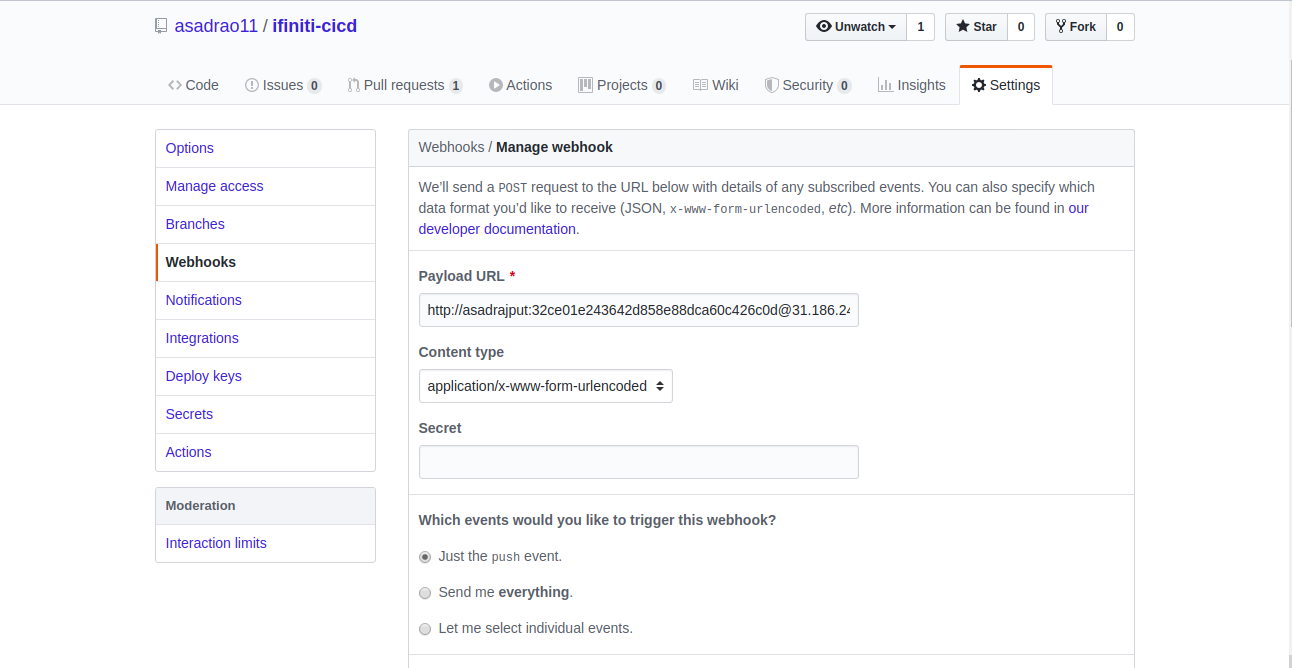 asadrao11 / ifiniti-cicd
Unwatch 1 Star 0 Fork 0
Code Issues 0 Pull requests 1 Actions Projects 0 Wiki Security 0 Insights Settings
Options
Manage access
Branches
Webhooks
Notifications
Integrations
Deploy keys
Secrets
Actions
Moderation
Interaction limits
Webhooks / Manage webhook
We’ll send a POST request to the URL below with details of any subscribed events. You can also specify which
data format you’d like to receive (JSON, x-www-form-urlencoded, etc). More information can be found in our
developer documentation.
Payload URL *
http://asadrajput:32ce01e243642d858e88dca60c426c0d@31.186.24
Content type
application/x-www-form-urlencoded
Secret
Which events would you like to trigger this webhook?
Just the push event.
Send me everything.
Let me select individual events.